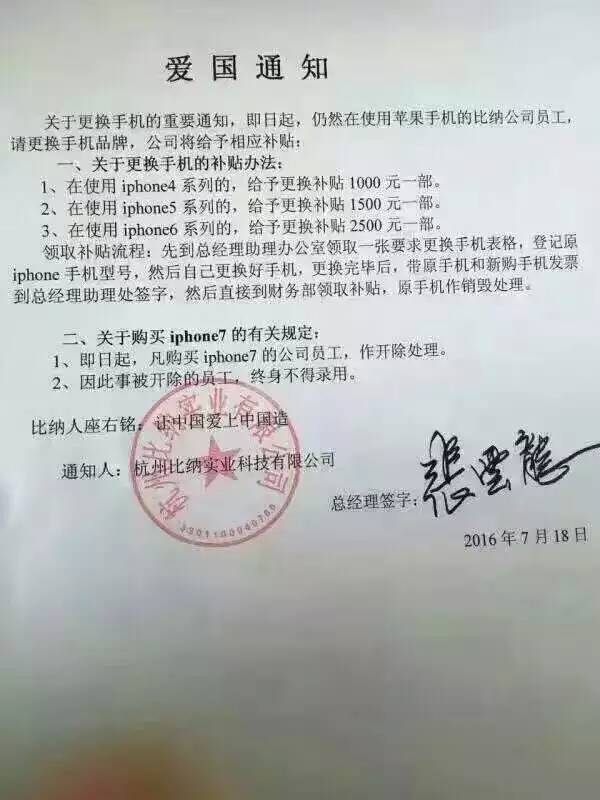 爱国通知
关于更换手机的重要通知，即日起，仍然在使用苹果手机的比纳公司员工，
请更换手机品牌，公司将给予相应补贴：
一、关于更换手机的补贴办法：
1、在使用 iphone4 系列的，给予更换补贴 1000 元一部。
2、在使用 iphone5 系列的，给予更换补贴 1500 元一部。
3、在使用 iphone6 系列的，给予更换补贴 2500 元一部。
领取补贴流程：先到总经理助理办公室领取一张要求更换手机表格，登记原
iphone 手机型号，然后自己更换好手机，更换完毕后，带原手机和新购手机发票
到总经理助理处签字，然后直接到财务部领取补贴，原手机作销毁处理。
二、关于购买 iphone7 的有关规定：
1、即日起，凡购买 iphone7 的公司员工，作开除处理。
2、因此事被开除的员工，终身不得录用。
比纳人座右铭：让中国爱上中国造
通知人：杭州比纳实业科技有限公司
杭州比纳实业有限公司
总经理签字：張雲龍
2016 年 7 月 18 日